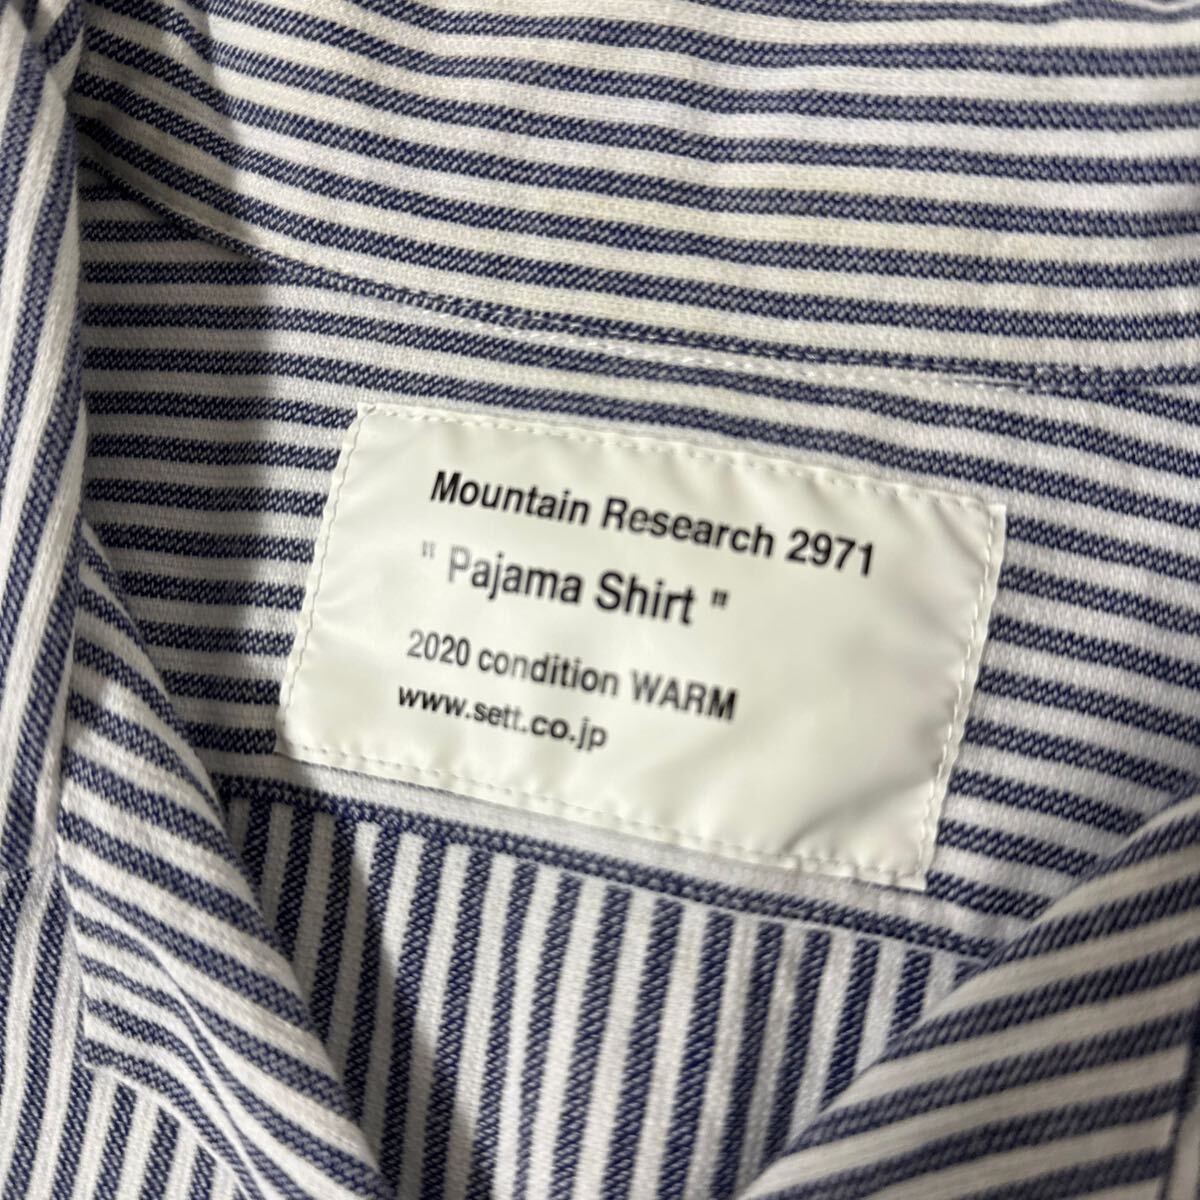 Mountain Research 2971
" Pajama Shirt "
2020 condition WARM
www.sett.co.jp